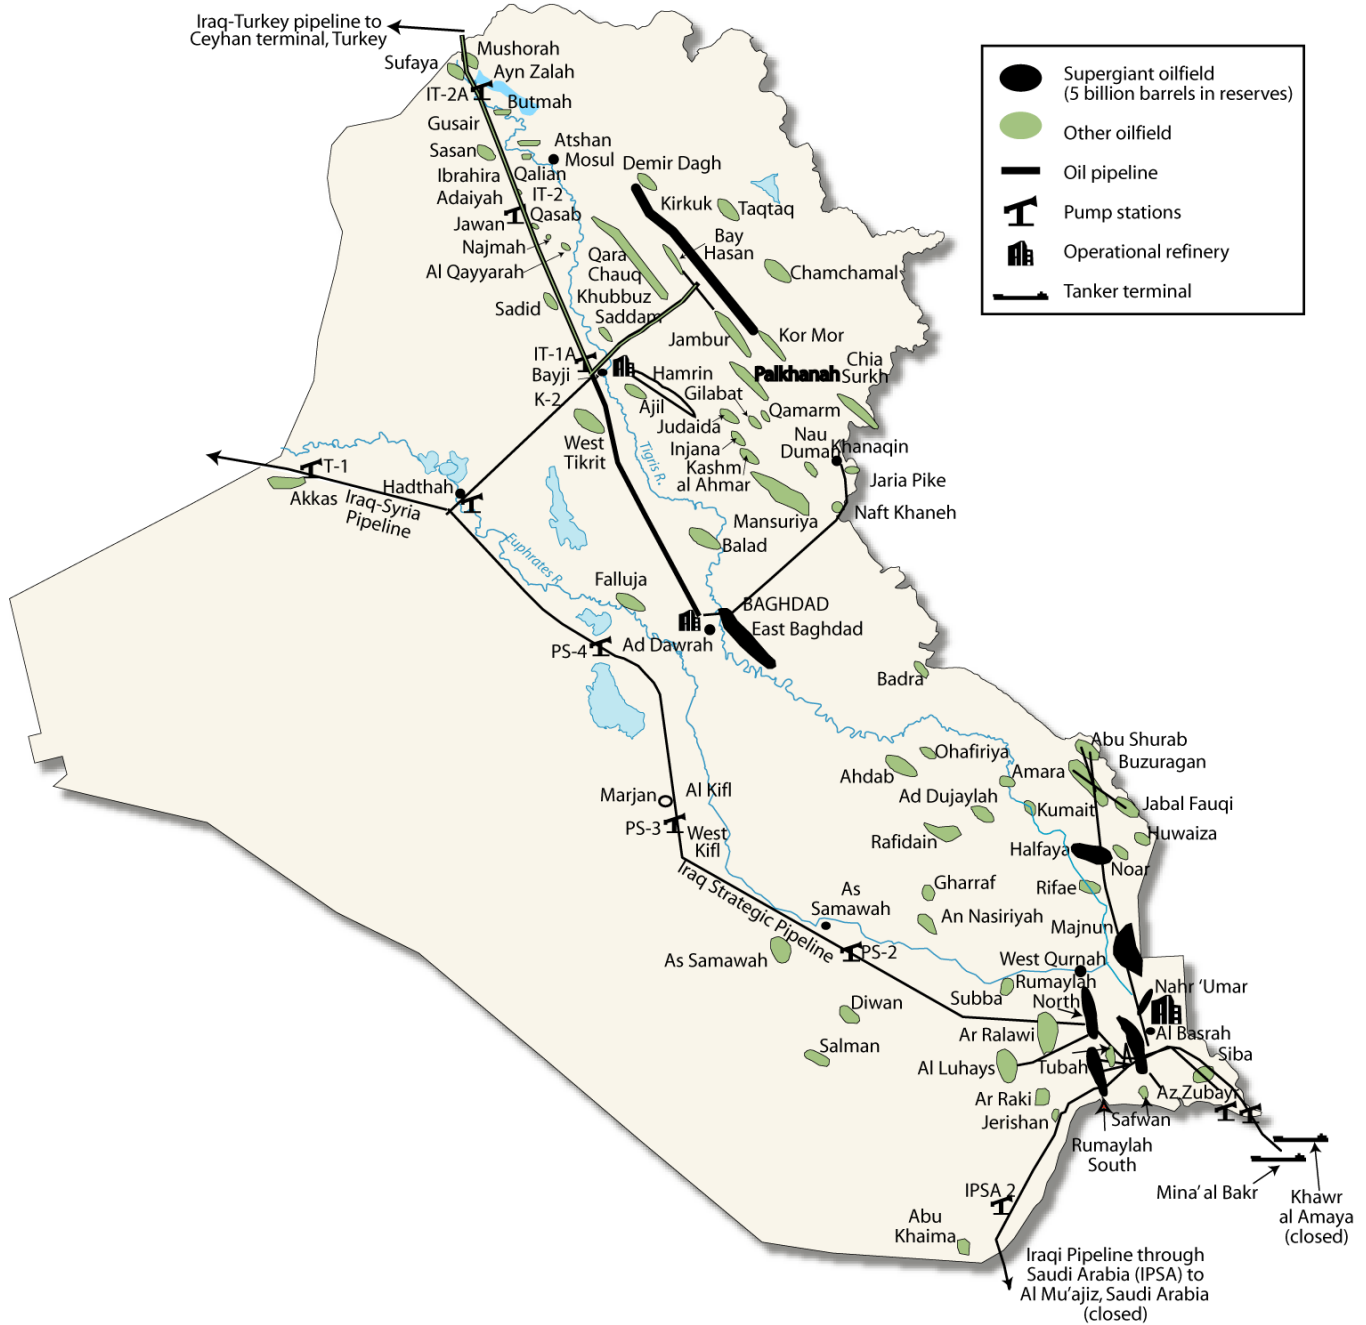 Iraq-Turkey pipeline to
Ceyhan terminal, Turkey
Mushorah
Sufaya
Ayn Zalah
IT-2A
Butmah
Gusair
Atshan
Sasan
Mosul
Ibrahira
Qalian
Demir Dagh
Adaiyah
IT-2
Kirkuk
Taqtaq
Jawan
Qasab
Najmah
Bay
Hasan
Al Qayyarah
Qara
Chauq
Chamchamal
Khubbuz
Sadid
Saddam
Jambur
Kor Mor
IT-1A
Bayji
Hamrin
Palkhanah
Chia
Surkh
K-2
Gilabat
Ajil
Qamarm
Judaida
West
Tikrit
Injana
Nau
Duman
Khanaqin
Kashm
al Ahmar
Tigris R.
Jaria Pike
T-1
Hadthah
Akkas
Iraq-Syria
Pipeline
Mansuriya
Naft Khaneh
Balad
Euphrates R.
Falluja
BAGHDAD
East Baghdad
PS-4
Ad Dawrah
Badra
Abu Shurab
Ohafiriya
Buzuragan
Ahdab
Amara
Marjan
Al Kifl
Ad Dujaylah
Kumait
Jabal Fauqi
PS-3
West
Kifl
Rafidain
Huwaiza
Halfaya
Noar
Iraq Strategic Pipeline
As
Samawah
Gharraf
Rifae
An Nasiriyah
Majnun
As Samawah
PS-2
West Qurnah
Rumaylah
North
Subba
Nahr ‘Umar
Diwan
Ar Ralawi
Al Basrah
Salman
Al Luhays
Tubah
Siba
Ar Raki
Az Zubayr
Jerishan
Safwan
Rumaylah
South
IPSA 2
Mina’ al Bakr
Khawr
al Amaya
(closed)
Abu
Khaima
Iraqi Pipeline through
Saudi Arabia (IPSA) to
Al Mu’ajiz, Saudi Arabia
(closed)
Supergiant oilfield
(5 billion barrels in reserves)
Other oilfield
Oil pipeline
Pump stations
Operational refinery
Tanker terminal